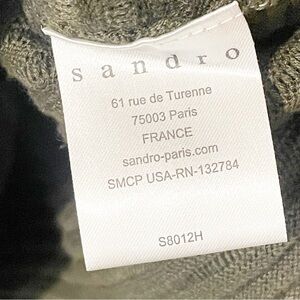 sandro
61 rue de Turenne
75003 Paris
FRANCE
sandro-paris.com
SMCP USA-RN-132784
S8012H